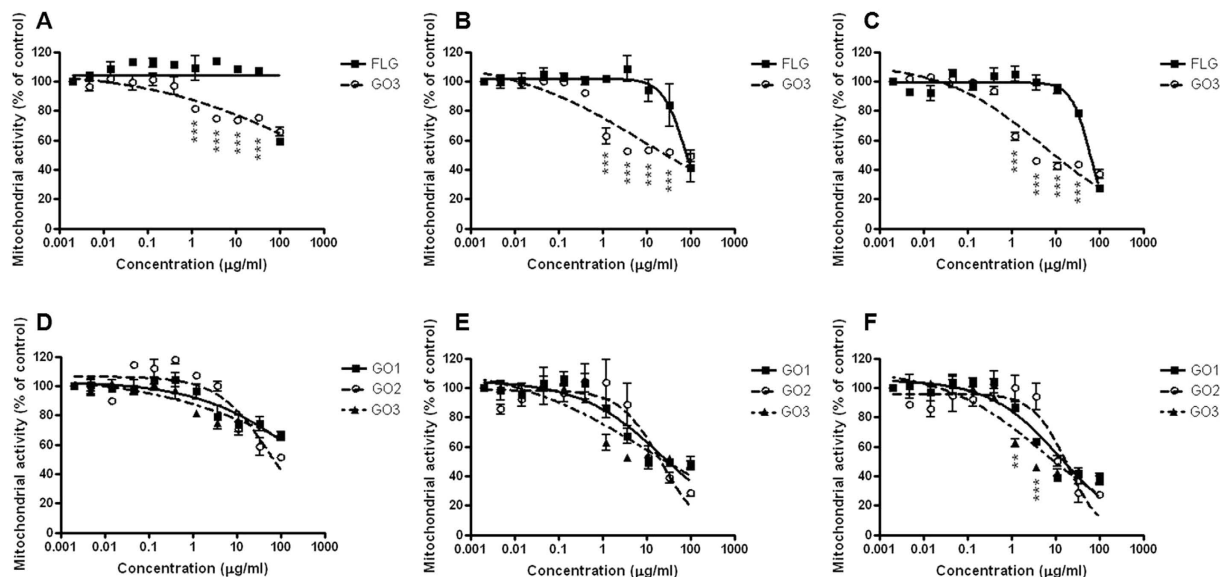 A
Mitochondrial activity (% of control)
120
100
80
60
40
20
0
0.001 0.01 0.1 1 10 100 1000
Concentration (μg/ml)
FLG
GO3
***
***
***
***
B
Mitochondrial activity (% of control)
120
100
80
60
40
20
0
0.001 0.01 0.1 1 10 100 1000
Concentration (μg/ml)
FLG
GO3
***
***
***
***
C
Mitochondrial activity (% of control)
120
100
80
60
40
20
0
0.001 0.01 0.1 1 10 100 1000
Concentration (μg/ml)
FLG
GO3
***
***
***
***
D
Mitochondrial activity (% of control)
120
100
80
60
40
20
0
0.001 0.01 0.1 1 10 100 1000
Concentration (μg/ml)
GO1
GO2
GO3
E
Mitochondrial activity (% of control)
120
100
80
60
40
20
0
0.001 0.01 0.1 1 10 100 1000
Concentration (μg/ml)
GO1
GO2
GO3
F
Mitochondrial activity (% of control)
120
100
80
60
40
20
0
0.001 0.01 0.1 1 10 100 1000
Concentration (μg/ml)
GO1
GO2
GO3
**
***